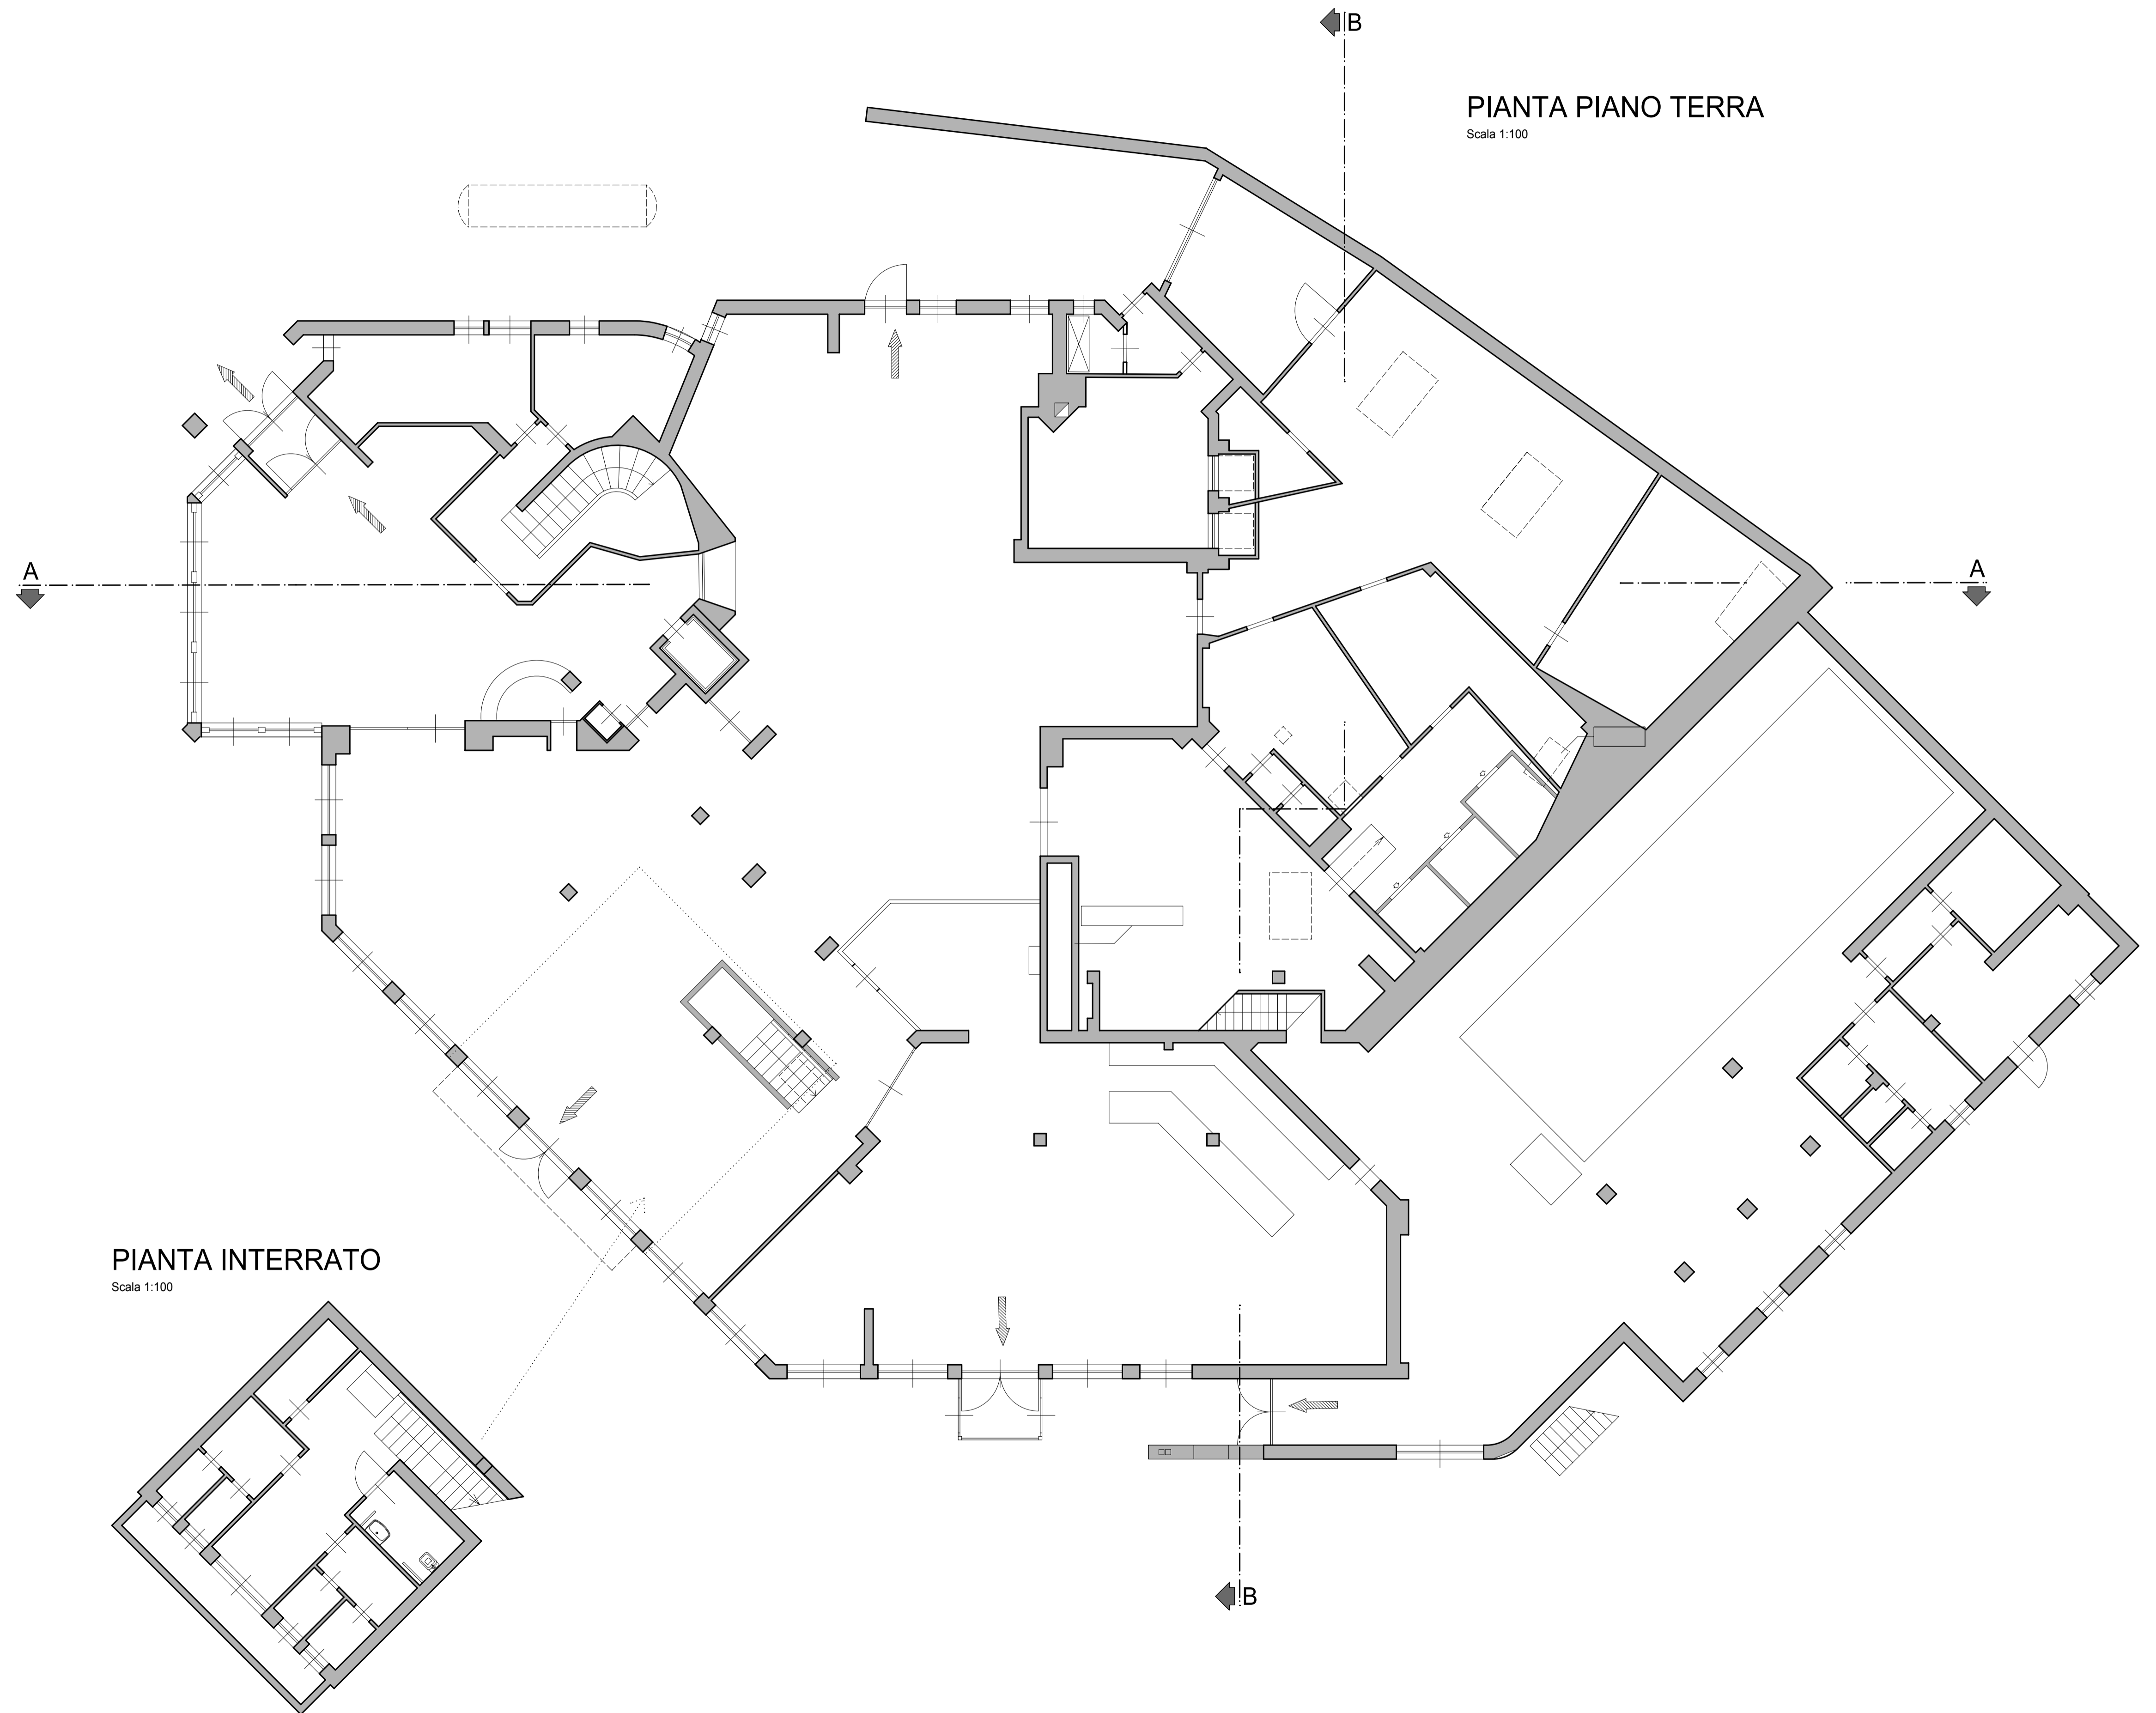 B
PIANTA PIANO TERRA
Scala 1:100
A
A
PIANTA INTERRATO
Scala 1:100
B